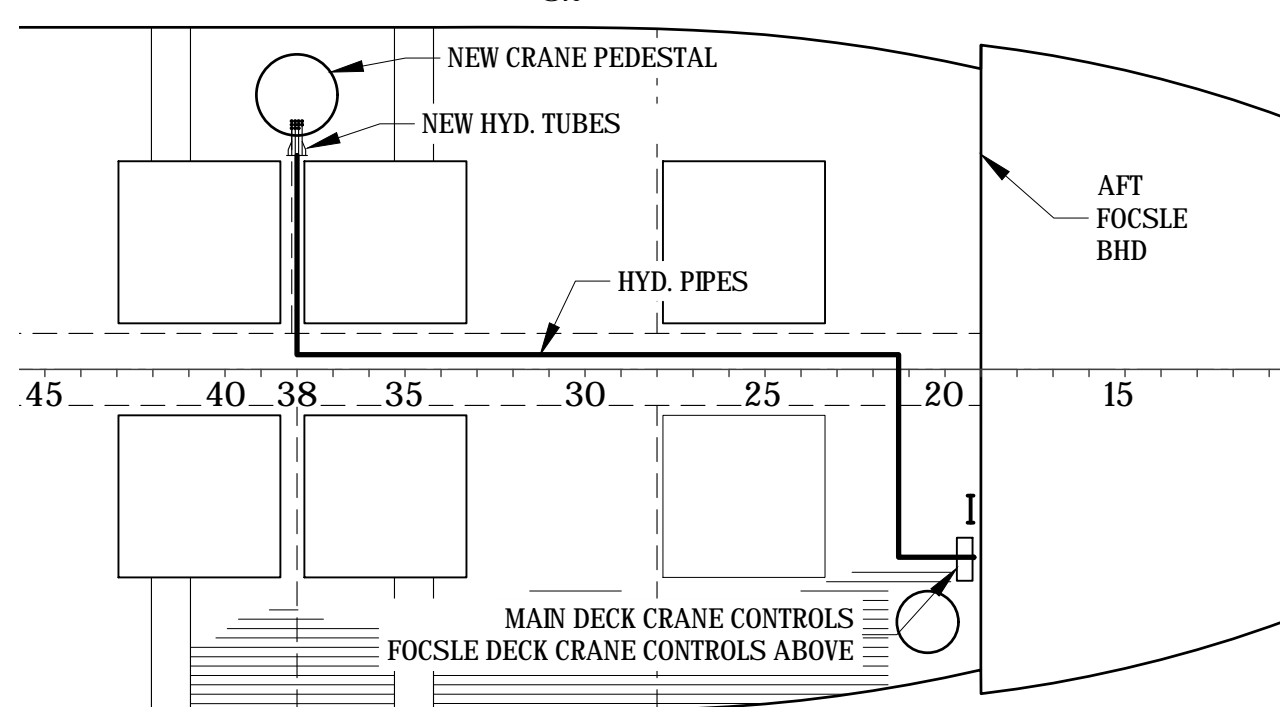 NEW CRANE PEDESTAL
NEW HYD. TUBES
AFT
FOCSLE
BHD
HYD. PIPES
45 40 38 35 30 25 20 15
MAIN DECK CRANE CONTROLS
FOCSLE DECK CRANE CONTROLS ABOVE